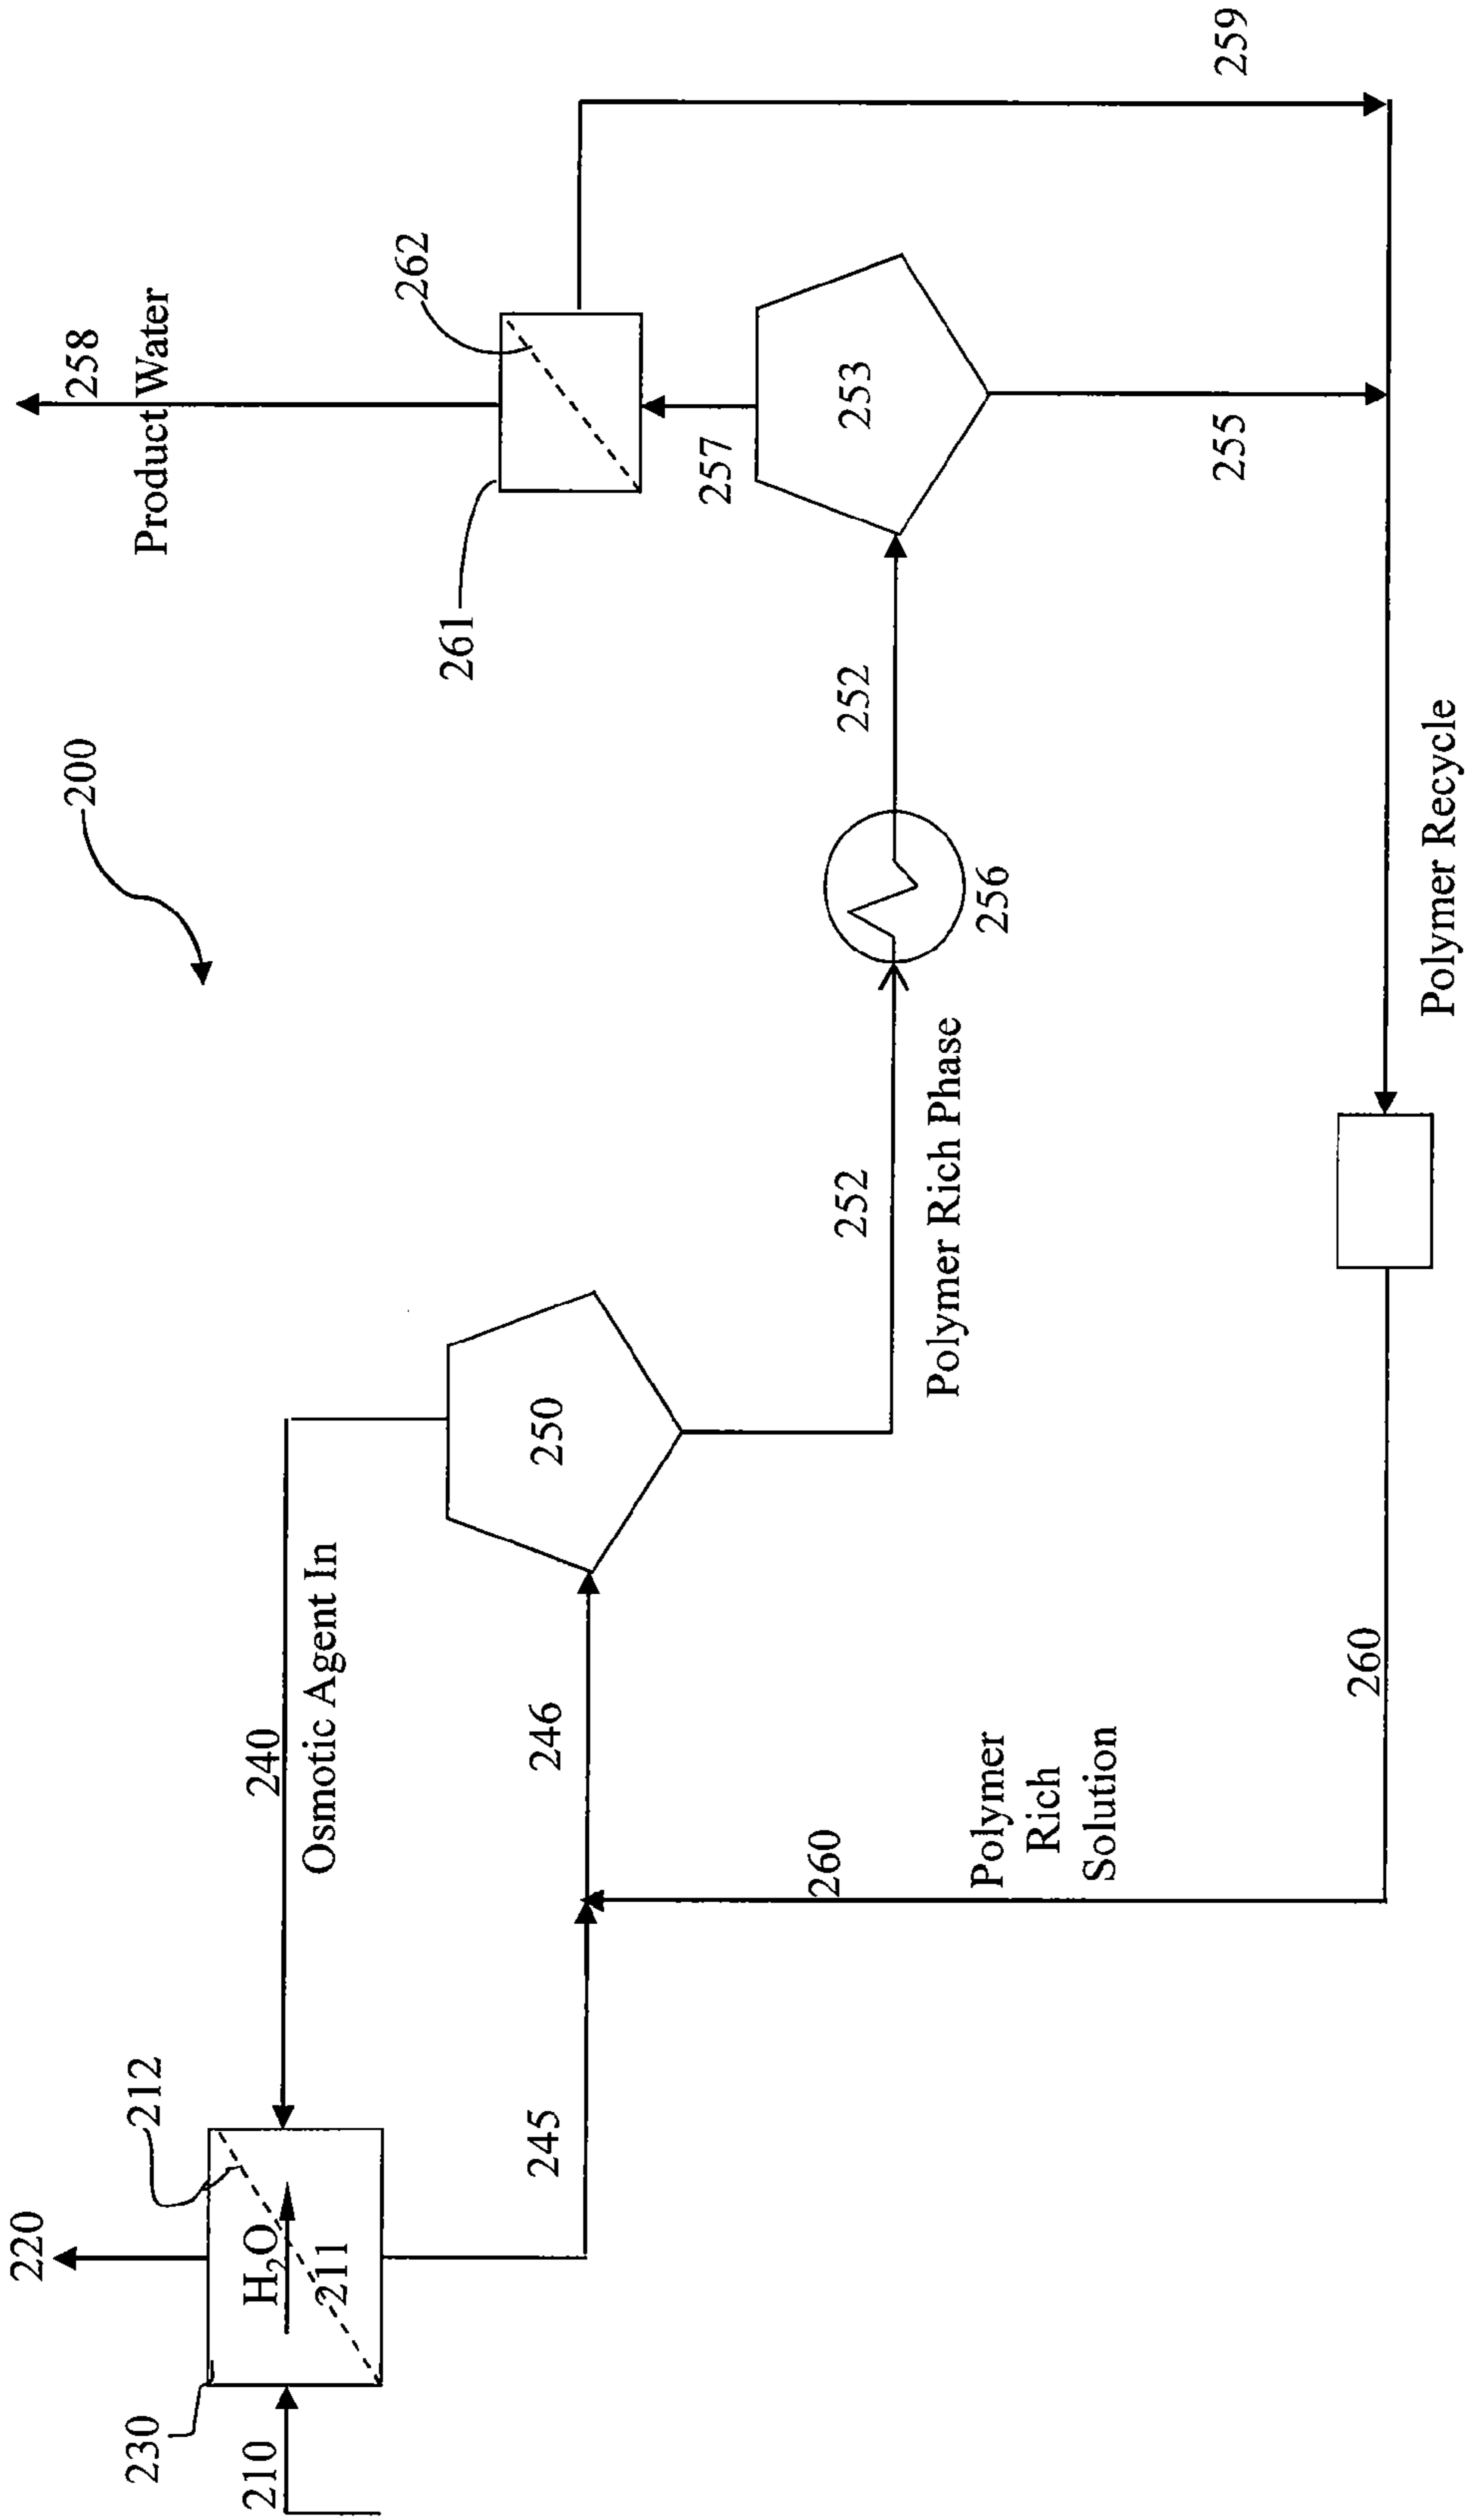 200
220
258
Product Water
230
212
262
210
H₂O
211
240
Osmotic Agent In
261
245
246
250
257
252
252
253
256
259
260
Polymer Rich Phase
Polymer
Rich
Solution
255
260
Polymer Recycle